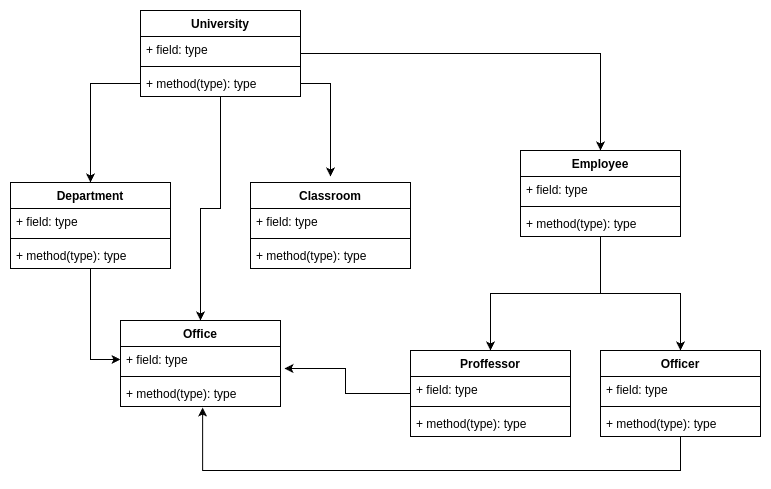 University
+ field: type
+ method(type): type
Employee
+ field: type
+ method(type): type
Department
+ field: type
+ method(type): type
Classroom
+ field: type
+ method(type): type
Office
+ field: type
+ method(type): type
Proffessor
+ field: type
+ method(type): type
Officer
+ field: type
+ method(type): type